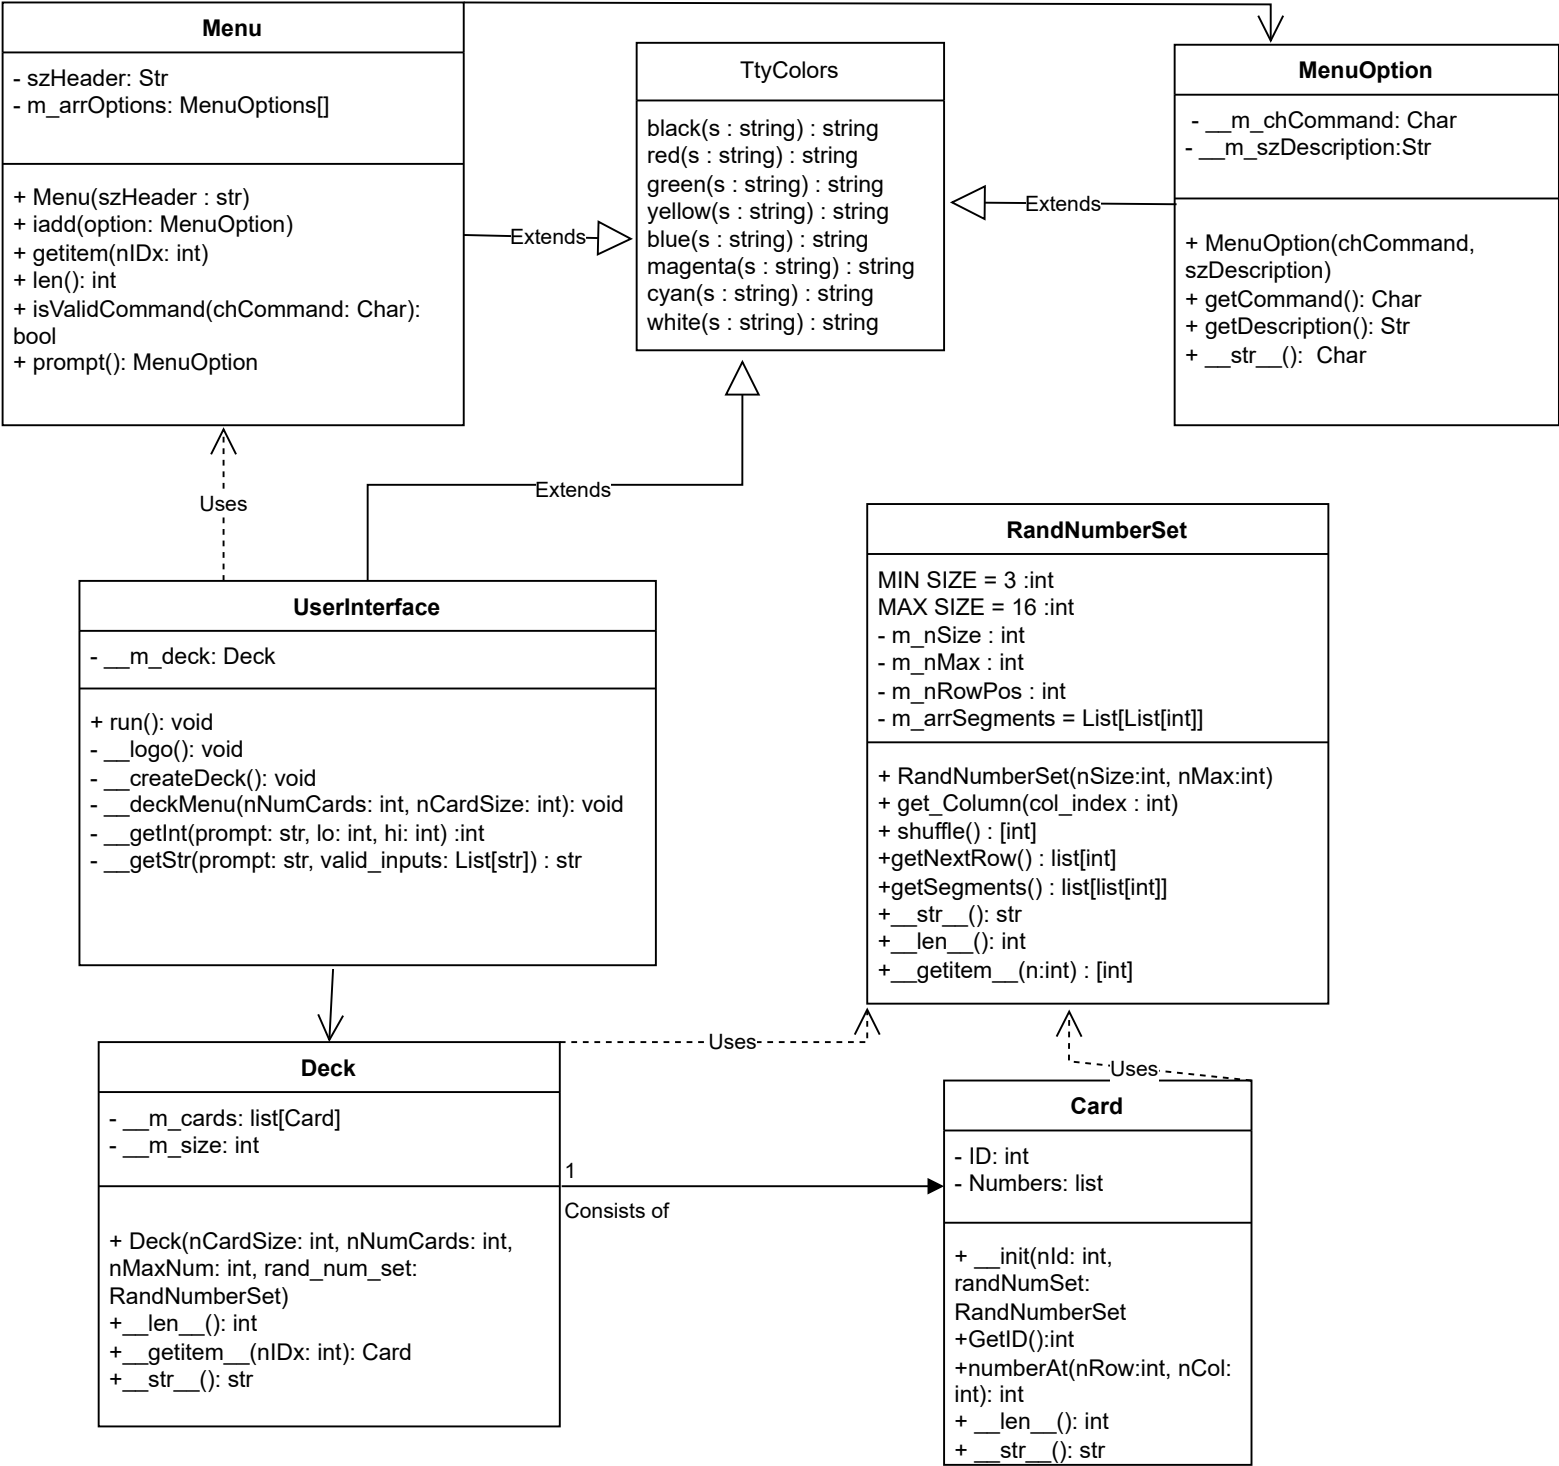 Menu
- szHeader: Str
- m_arrOptions: MenuOptions[]
+ Menu(szHeader : str)
+ iadd(option: MenuOption)
+ getitem(nIDx: int)
+ len(): int
+ isValidCommand(chCommand: Char):
bool
+ prompt(): MenuOption
Extends
TtyColors
black(s : string) : string
red(s : string) : string
green(s : string) : string
yellow(s : string) : string
blue(s : string) : string
magenta(s : string) : string
cyan(s : string) : string
white(s : string) : string
Extends
MenuOption
- __m_chCommand: Char
- __m_szDescription:Str
+ MenuOption(chCommand,
szDescription)
+ getCommand(): Char
+ getDescription(): Str
+ __str__():  Char
Uses
Extends
UserInterface
- __m_deck: Deck
+ run(): void
- __logo(): void
- __createDeck(): void
- __deckMenu(nNumCards: int, nCardSize: int): void
- __getInt(prompt: str, lo: int, hi: int) :int
- __getStr(prompt: str, valid_inputs: List[str]) : str
RandNumberSet
MIN SIZE = 3 :int
MAX SIZE = 16 :int
- m_nSize : int
- m_nMax : int
- m_nRowPos : int
- m_arrSegments = List[List[int]]
+ RandNumberSet(nSize:int, nMax:int)
+ get_Column(col_index : int)
+ shuffle() : [int]
+getNextRow() : list[int]
+getSegments() : list[list[int]]
+__str__(): str
+__len__(): int
+__getitem__(n:int) : [int]
Uses
Uses
Deck
- __m_cards: list[Card]
- __m_size: int
+ Deck(nCardSize: int, nNumCards: int,
nMaxNum: int, rand_num_set:
RandNumberSet)
+__len__(): int
+__getitem__(nIDx: int): Card
+__str__(): str
1
Consists of
Card
- ID: int
- Numbers: list
+ __init(nId: int,
randNumSet:
RandNumberSet
+GetID():int
+numberAt(nRow:int, nCol:
int): int
+ __len__(): int
+ __str__(): str